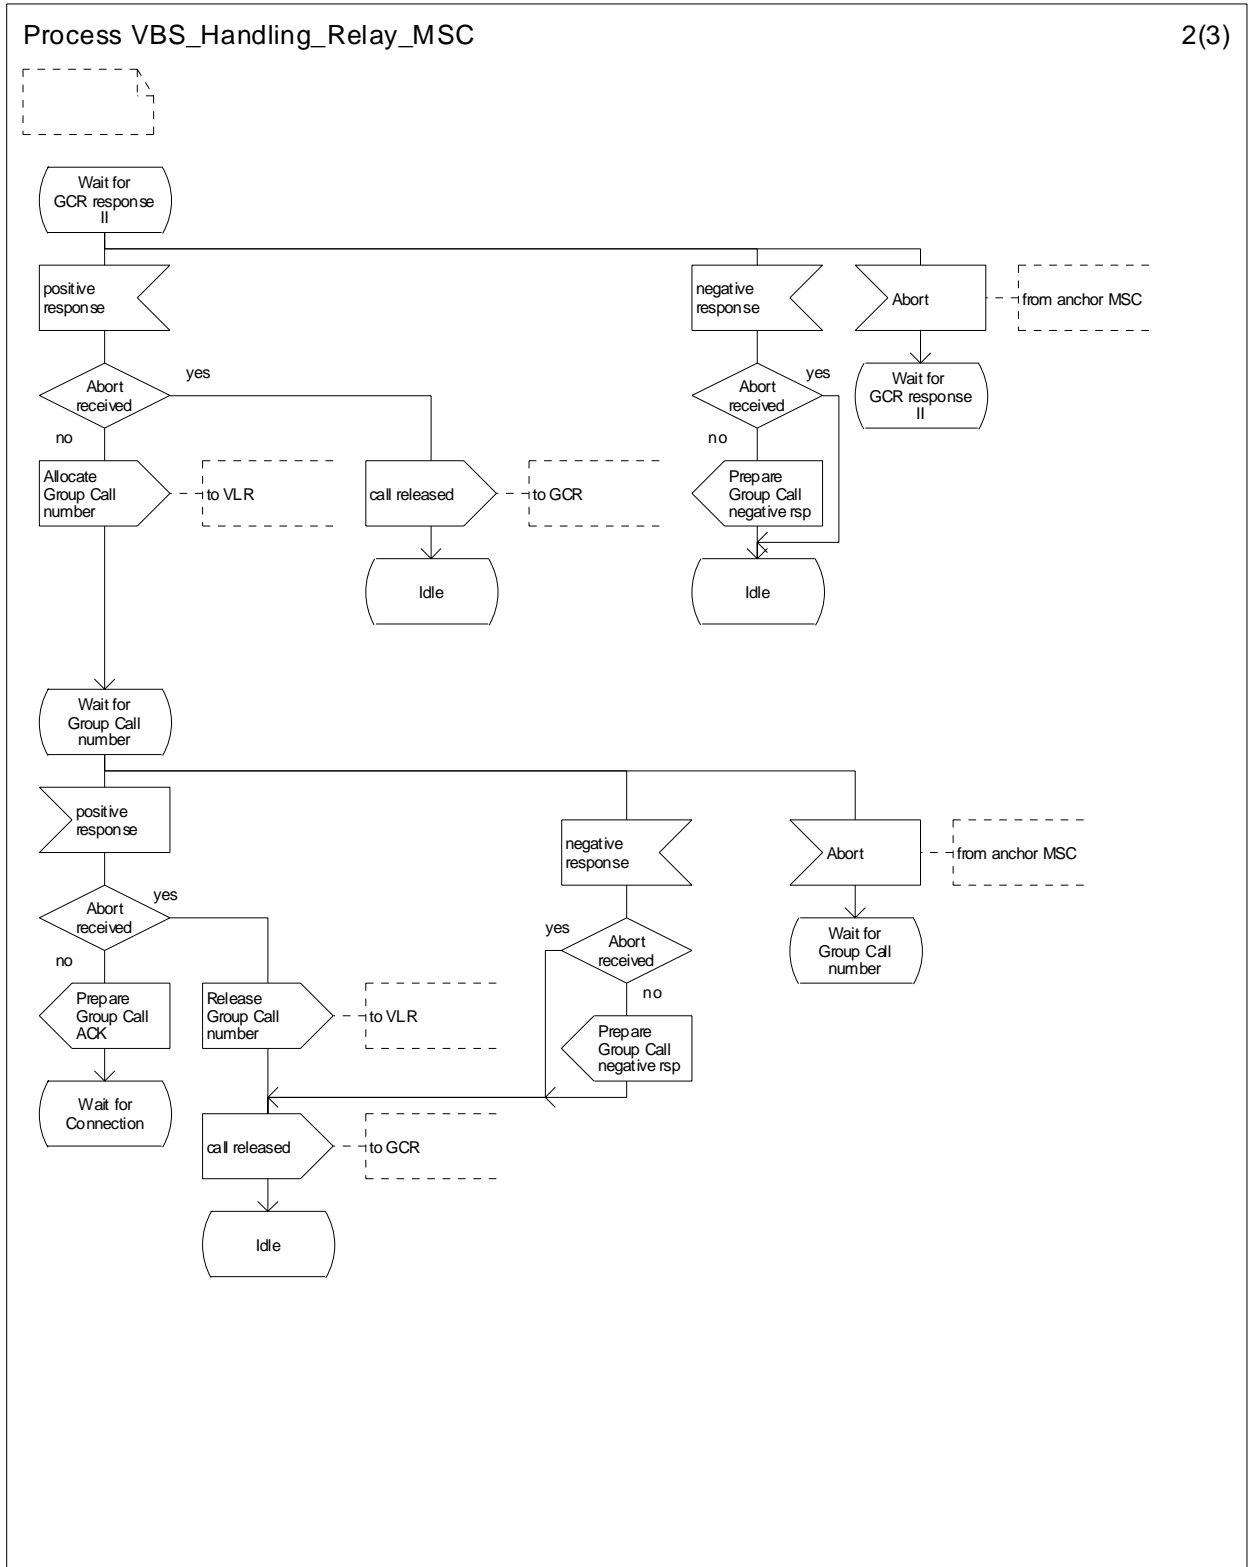 Process VBS_Handling_Relay_MSC
2(3)
Wait for
GCR response
II
positive
response
negative
response
Abort
from anchor MSC
Abort
received
yes
no
Abort
received
yes
no
Wait for
GCR response
II
Allocate
Group Call
number
to VLR
call released
to GCR
Prepare
Group Call
negative rsp
Idle
Idle
Wait for
Group Call
number
positive
response
negative
response
Abort
from anchor MSC
Abort
received
yes
no
Abort
received
yes
no
Wait for
Group Call
number
Prepare
Group Call
ACK
Release
Group Call
number
to VLR
Prepare
Group Call
negative rsp
Wait for
Connection
call released
to GCR
Idle